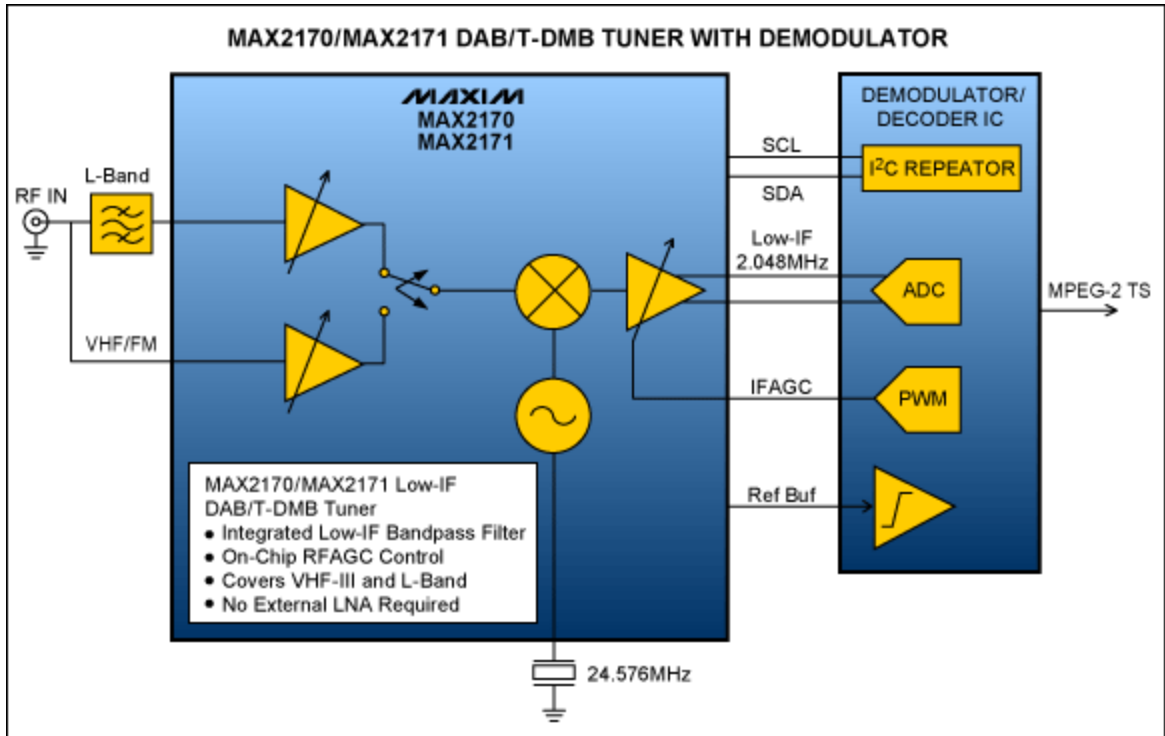 MAX2170/MAX2171 DAB/T-DMB TUNER WITH DEMODULATOR
MAXIM
MAX2170
MAX2171
DEMODULATOR/
DECODER IC
SCL
I²C REPEATOR
SDA
L-Band
RF IN
Low-IF
2.048MHz
ADC
MPEG-2 TS
VHF/FM
IFAGC
PWM
MAX2170/MAX2171 Low-IF
DAB/T-DMB Tuner
• Integrated Low-IF Bandpass Filter
• On-Chip RFAGC Control
• Covers VHF-III and L-Band
• No External LNA Required
Ref Buf
24.576MHz